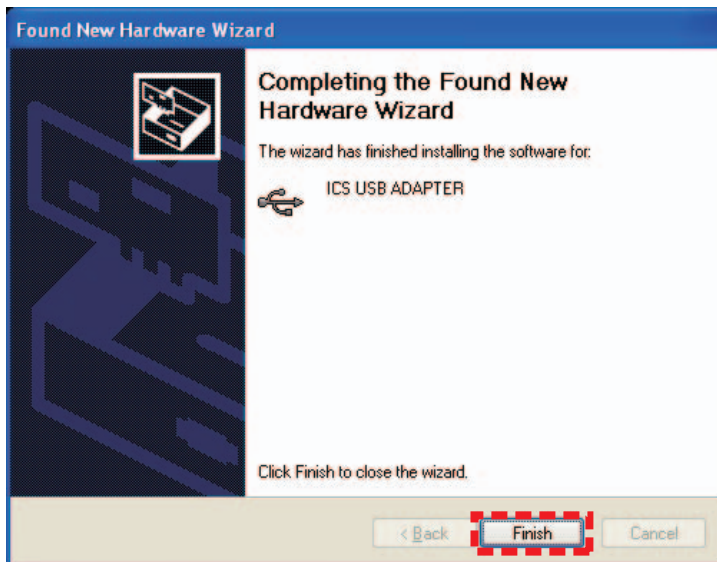 Found New Hardware Wizard
Completing the Found New
Hardware Wizard
The wizard has finished installing the software for:
ICS USB ADAPTER
Click Finish to close the wizard.
< Back
Finish
Cancel